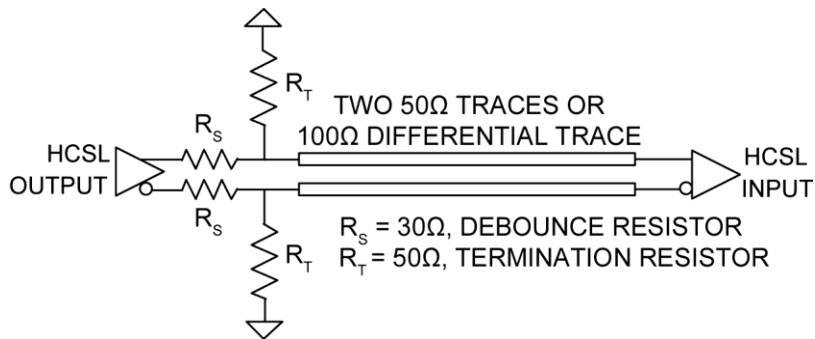 R_T
TWO 50Ω TRACES OR
100Ω DIFFERENTIAL TRACE
R_S
HCSL
OUTPUT
HCSL
INPUT
R_S
R_T
R_S = 30Ω, DEBOUNCE RESISTOR
R_T = 50Ω, TERMINATION RESISTOR